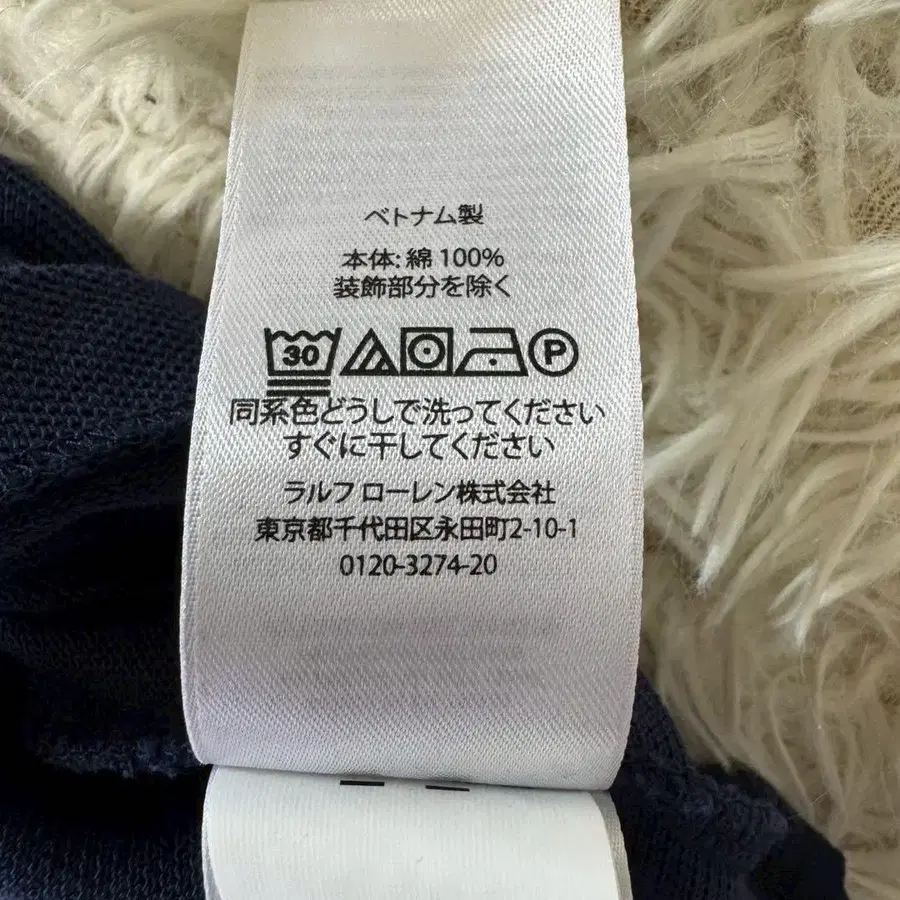 ベトナム製
本体: 綿 100%
装飾部分を除く
30 P
同系色どうしで洗ってください
すぐに干してください
ラルフ ローレン株式会社
東京都千代田区永田町2-10-1
0120-3274-20